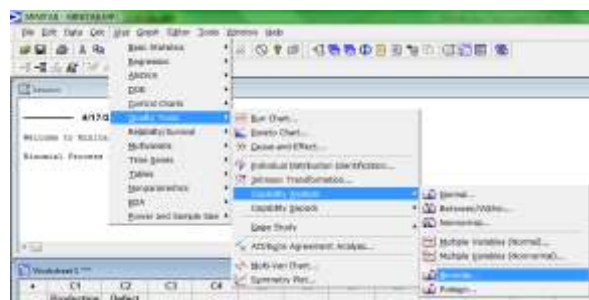 MINITAB - MINITAB.MPJ
File Edit Data Calc Stat Graph Editor Tools Window Help
Session
Welcome to Minita
Binomial Process
Basic Statistics
Regression
ANOVA
DOE
Control Charts
Quality Tools
Reliability/Survival
Multivariate
Time Series
Tables
Nonparametrics
EDA
Power and Sample Size
Run Chart...
Pareto Chart...
Cause-and-Effect...
Individual Distribution Identification...
Johnson Transformation...
Capability Analysis
Capability Sixpack
Gage Study
Attribute Agreement Analysis...
Multi-Vari Chart...
Symmetry Plot...
Normal...
Between/Within...
Nonnormal...
Multiple Variables (Normal)...
Multiple Variables (Nonnormal)...
Binomial...
Poisson...
Worksheet 1 ***
C1 C2 C3 C4
Defect